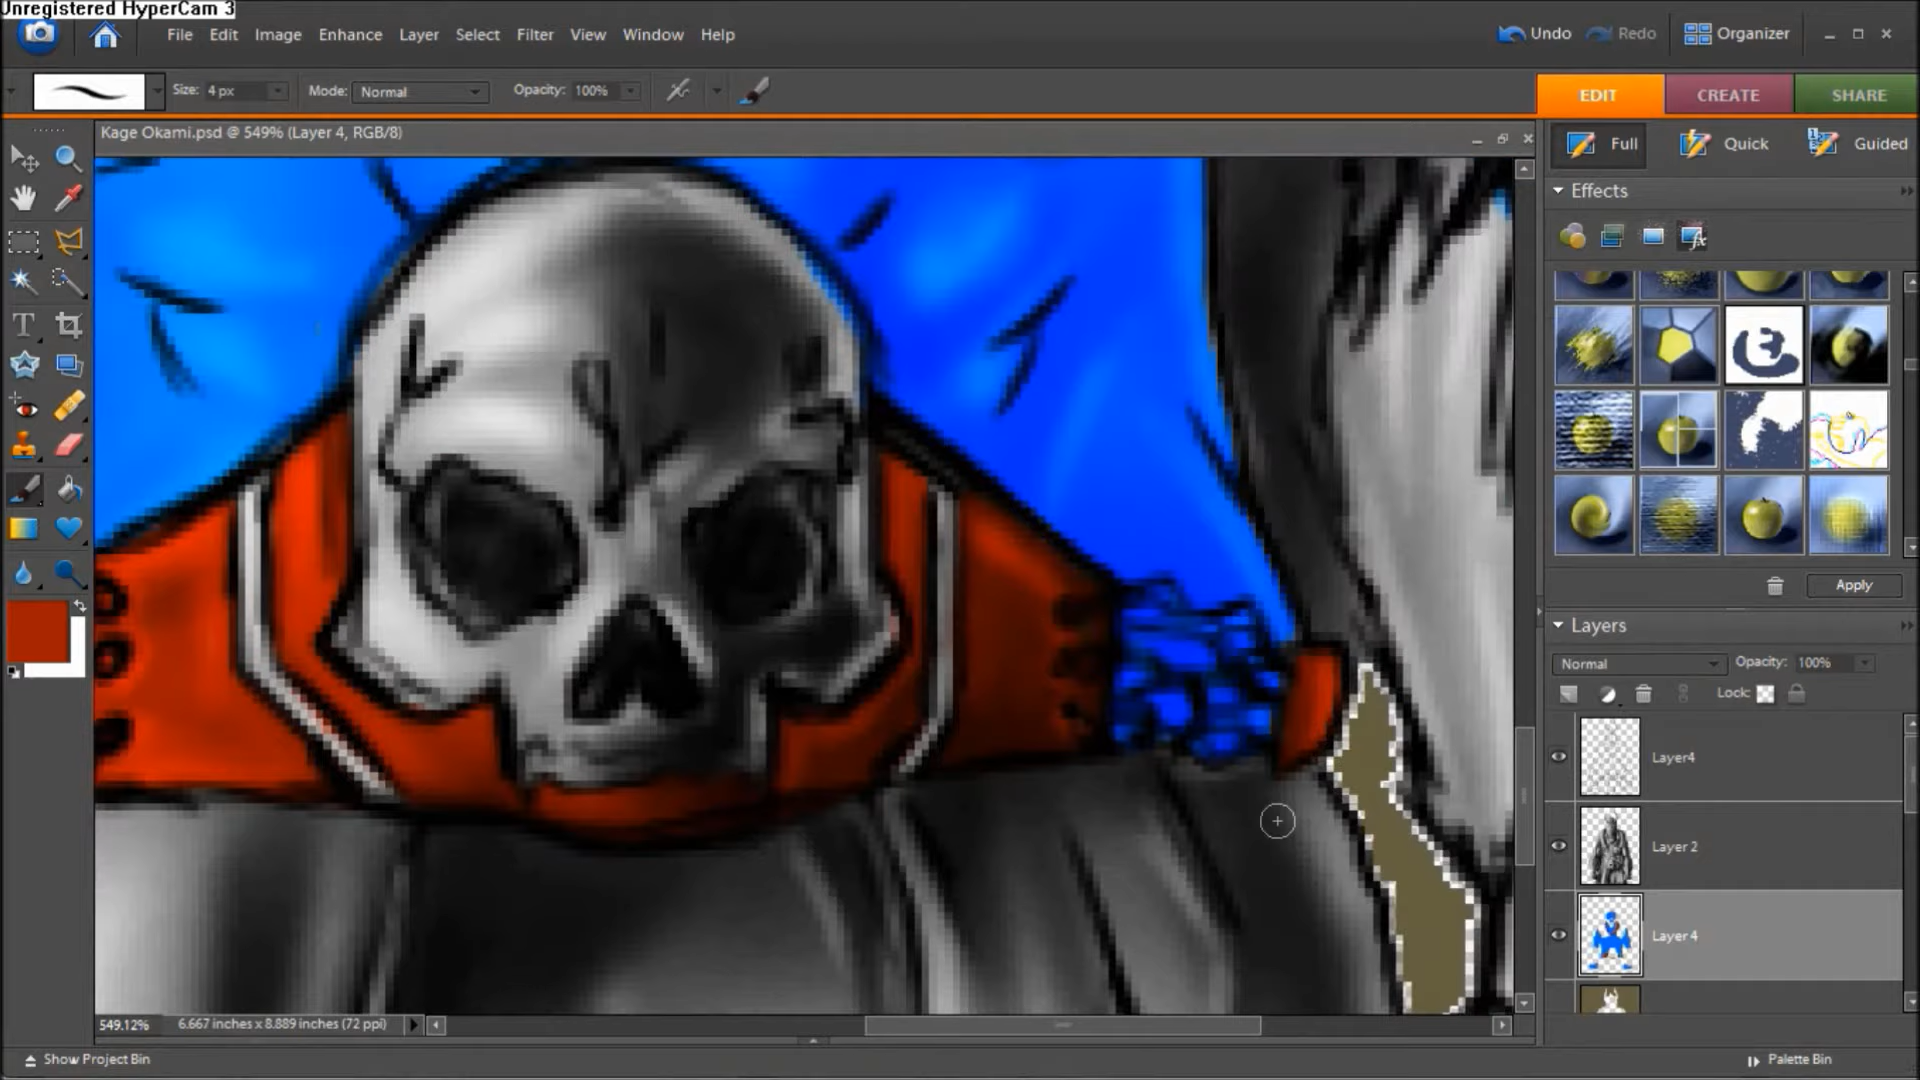 Unregistered HyperCam 3
File Edit Image Enhance Layer Select Filter View Window Help
Undo Redo Organizer
Size: 4 px Mode: Normal Opacity: 100%
EDIT CREATE SHARE
Kage Okami.psd @ 549% (Layer 4, RGB/8)
Full Quick Guided
Effects
Apply
Layers
Normal Opacity: 100%
Lock:
Layer4
Layer 2
Layer 4
549.12% 6.667 inches x 8.889 inches (72 ppi)
Show Project Bin
Palette Bin